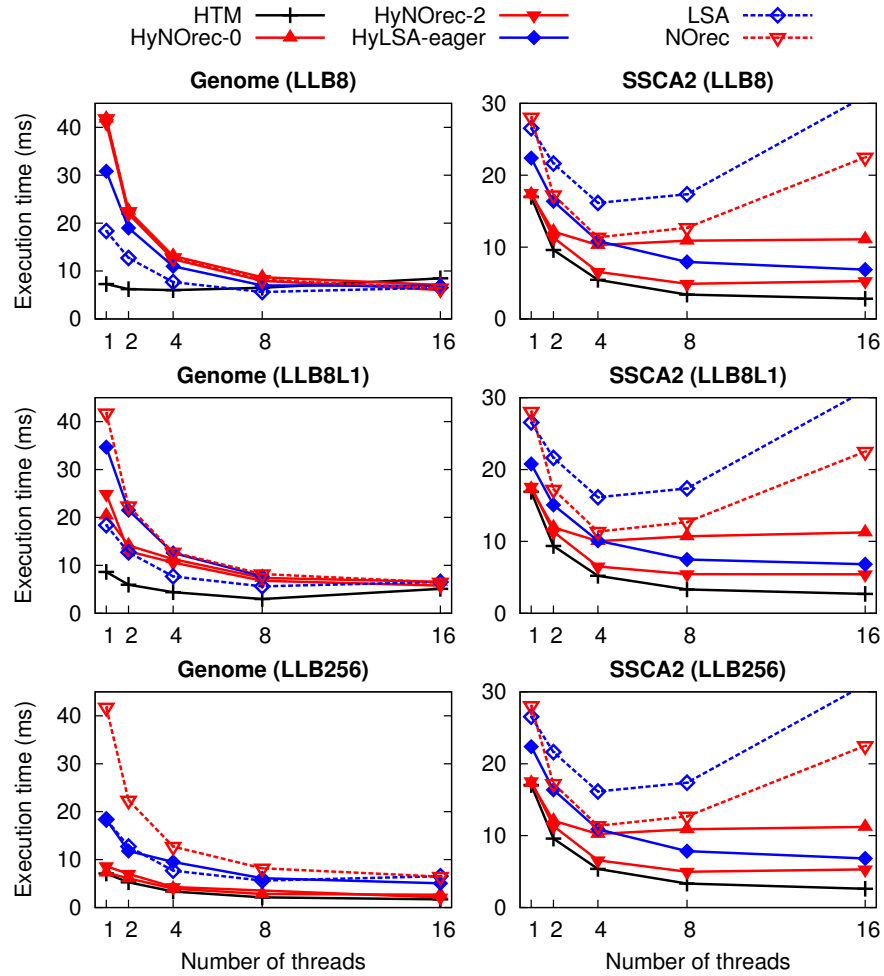 HTM HyNOrec-2 LSA
HyNOrec-0 HyLSA-eager NOrec
Genome (LLB8) SSCA2 (LLB8)
Execution time (ms)
40
30
20
10
0
1 2 4 8 16
30
20
10
0
1 2 4 8 16
Genome (LLB8L1) SSCA2 (LLB8L1)
Execution time (ms)
40
30
20
10
0
1 2 4 8 16
30
20
10
0
1 2 4 8 16
Genome (LLB256) SSCA2 (LLB256)
Execution time (ms)
40
30
20
10
0
1 2 4 8 16
30
20
10
0
1 2 4 8 16
Number of threads Number of threads